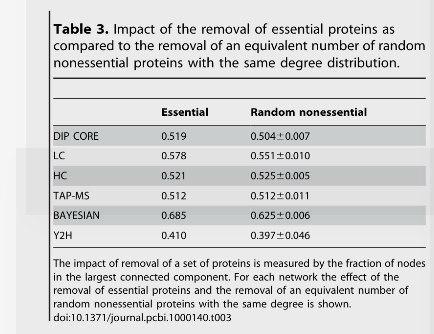 Table 3. Impact of the removal of essential proteins as
compared to the removal of an equivalent number of random
nonessential proteins with the same degree distribution.
Essential Random nonessential
DIP CORE 0.519 0.504±0.007
LC 0.578 0.551±0.010
HC 0.521 0.525±0.005
TAP-MS 0.512 0.512±0.011
BAYESIAN 0.685 0.625±0.006
Y2H 0.410 0.397±0.046
The impact of removal of a set of proteins is measured by the fraction of nodes
in the largest connected component. For each network the effect of the
removal of essential proteins and the removal of an equivalent number of
random nonessential proteins with the same degree is shown.
doi:10.1371/journal.pcbi.1000140.t003